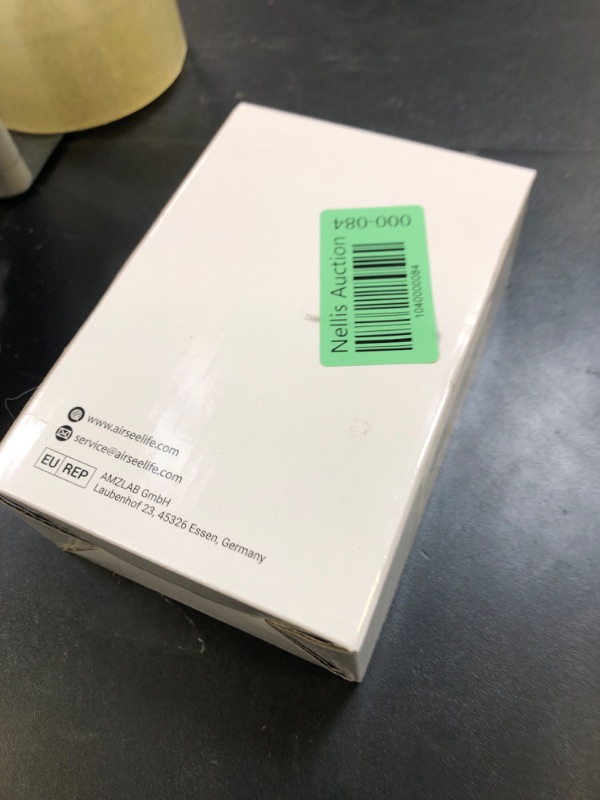 Nellis Auction
1040000084
000-084
www.airseelife.com
service@airseelife.com
EU REP
AMZLAB GmbH
Laubenhof 23, 45326 Essen, Germany